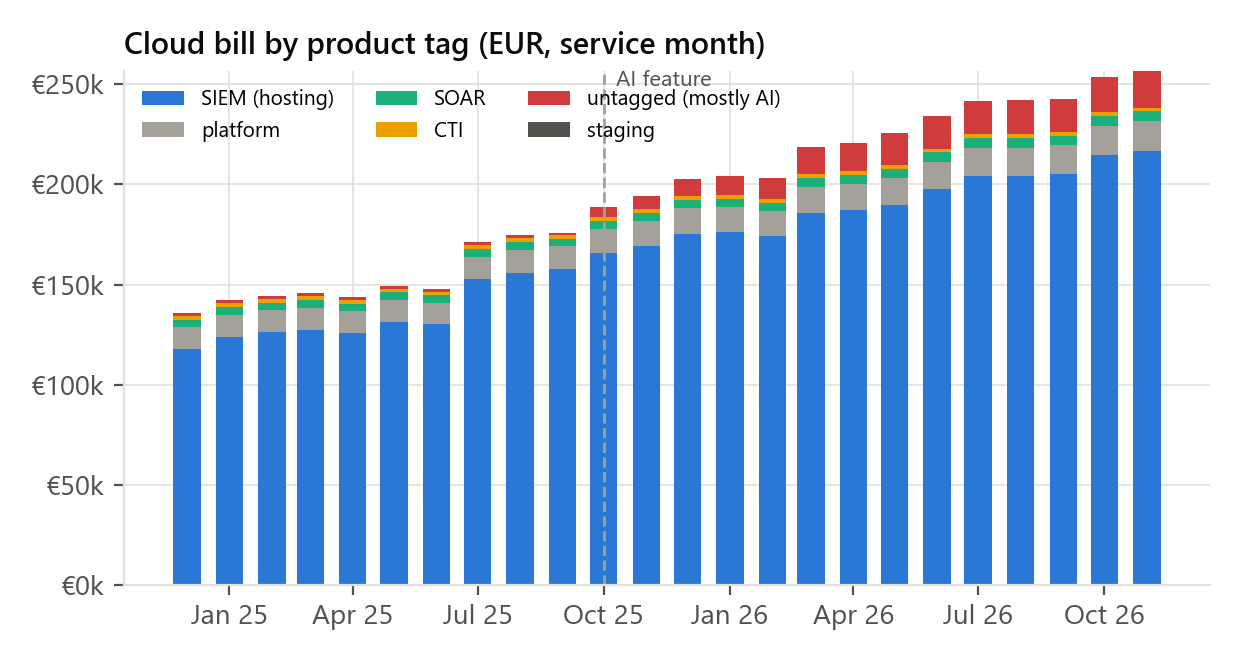 Cloud bill by product tag (EUR, service month)
€250k
AI feature
SIEM (hosting) SOAR untagged (mostly AI)
platform CTI staging
€200k
€150k
€100k
€50k
€0k
Jan 25 Apr 25 Jul 25 Oct 25 Jan 26 Apr 26 Jul 26 Oct 26